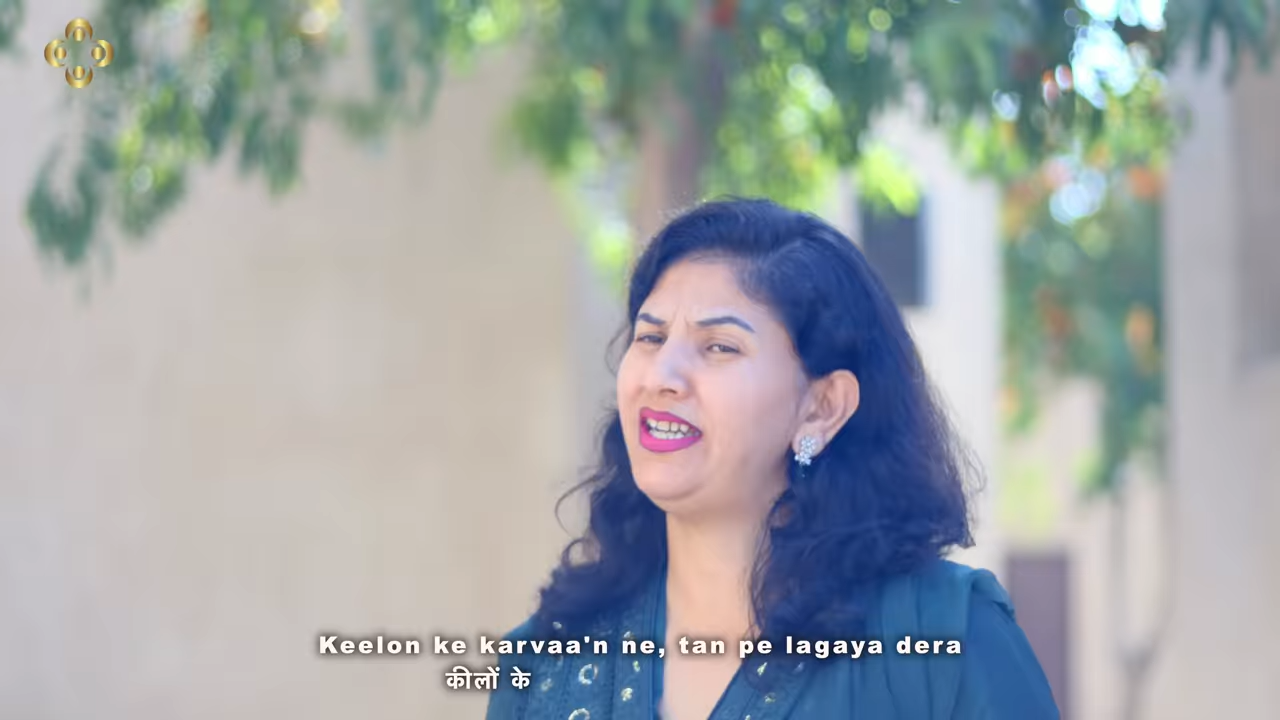 Keelon ke karvaa'n ne, tan pe lagaya dera
कीलों के